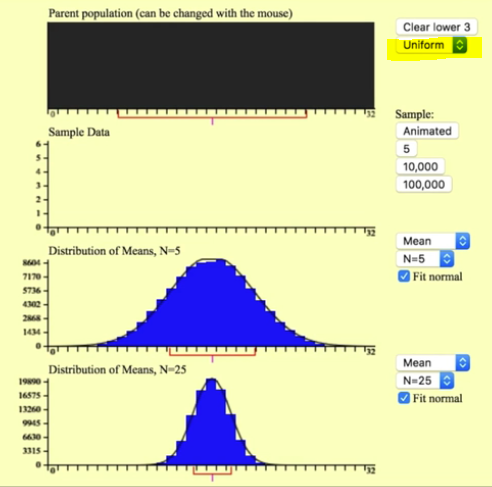 Parent population (can be changed with the mouse)
Clear lower 3
Uniform
0 32
Sample:
Sample Data
Animated
6
5
5
4
10,000
3
100,000
2
1
0
0 32
Mean
Distribution of Means, N=5
N=5
8604
Fit normal
7170
5736
4302
2868
1434
0
0 32
Mean
Distribution of Means, N=25
N=25
19890
Fit normal
16575
13260
9945
6630
3315
0
0 32